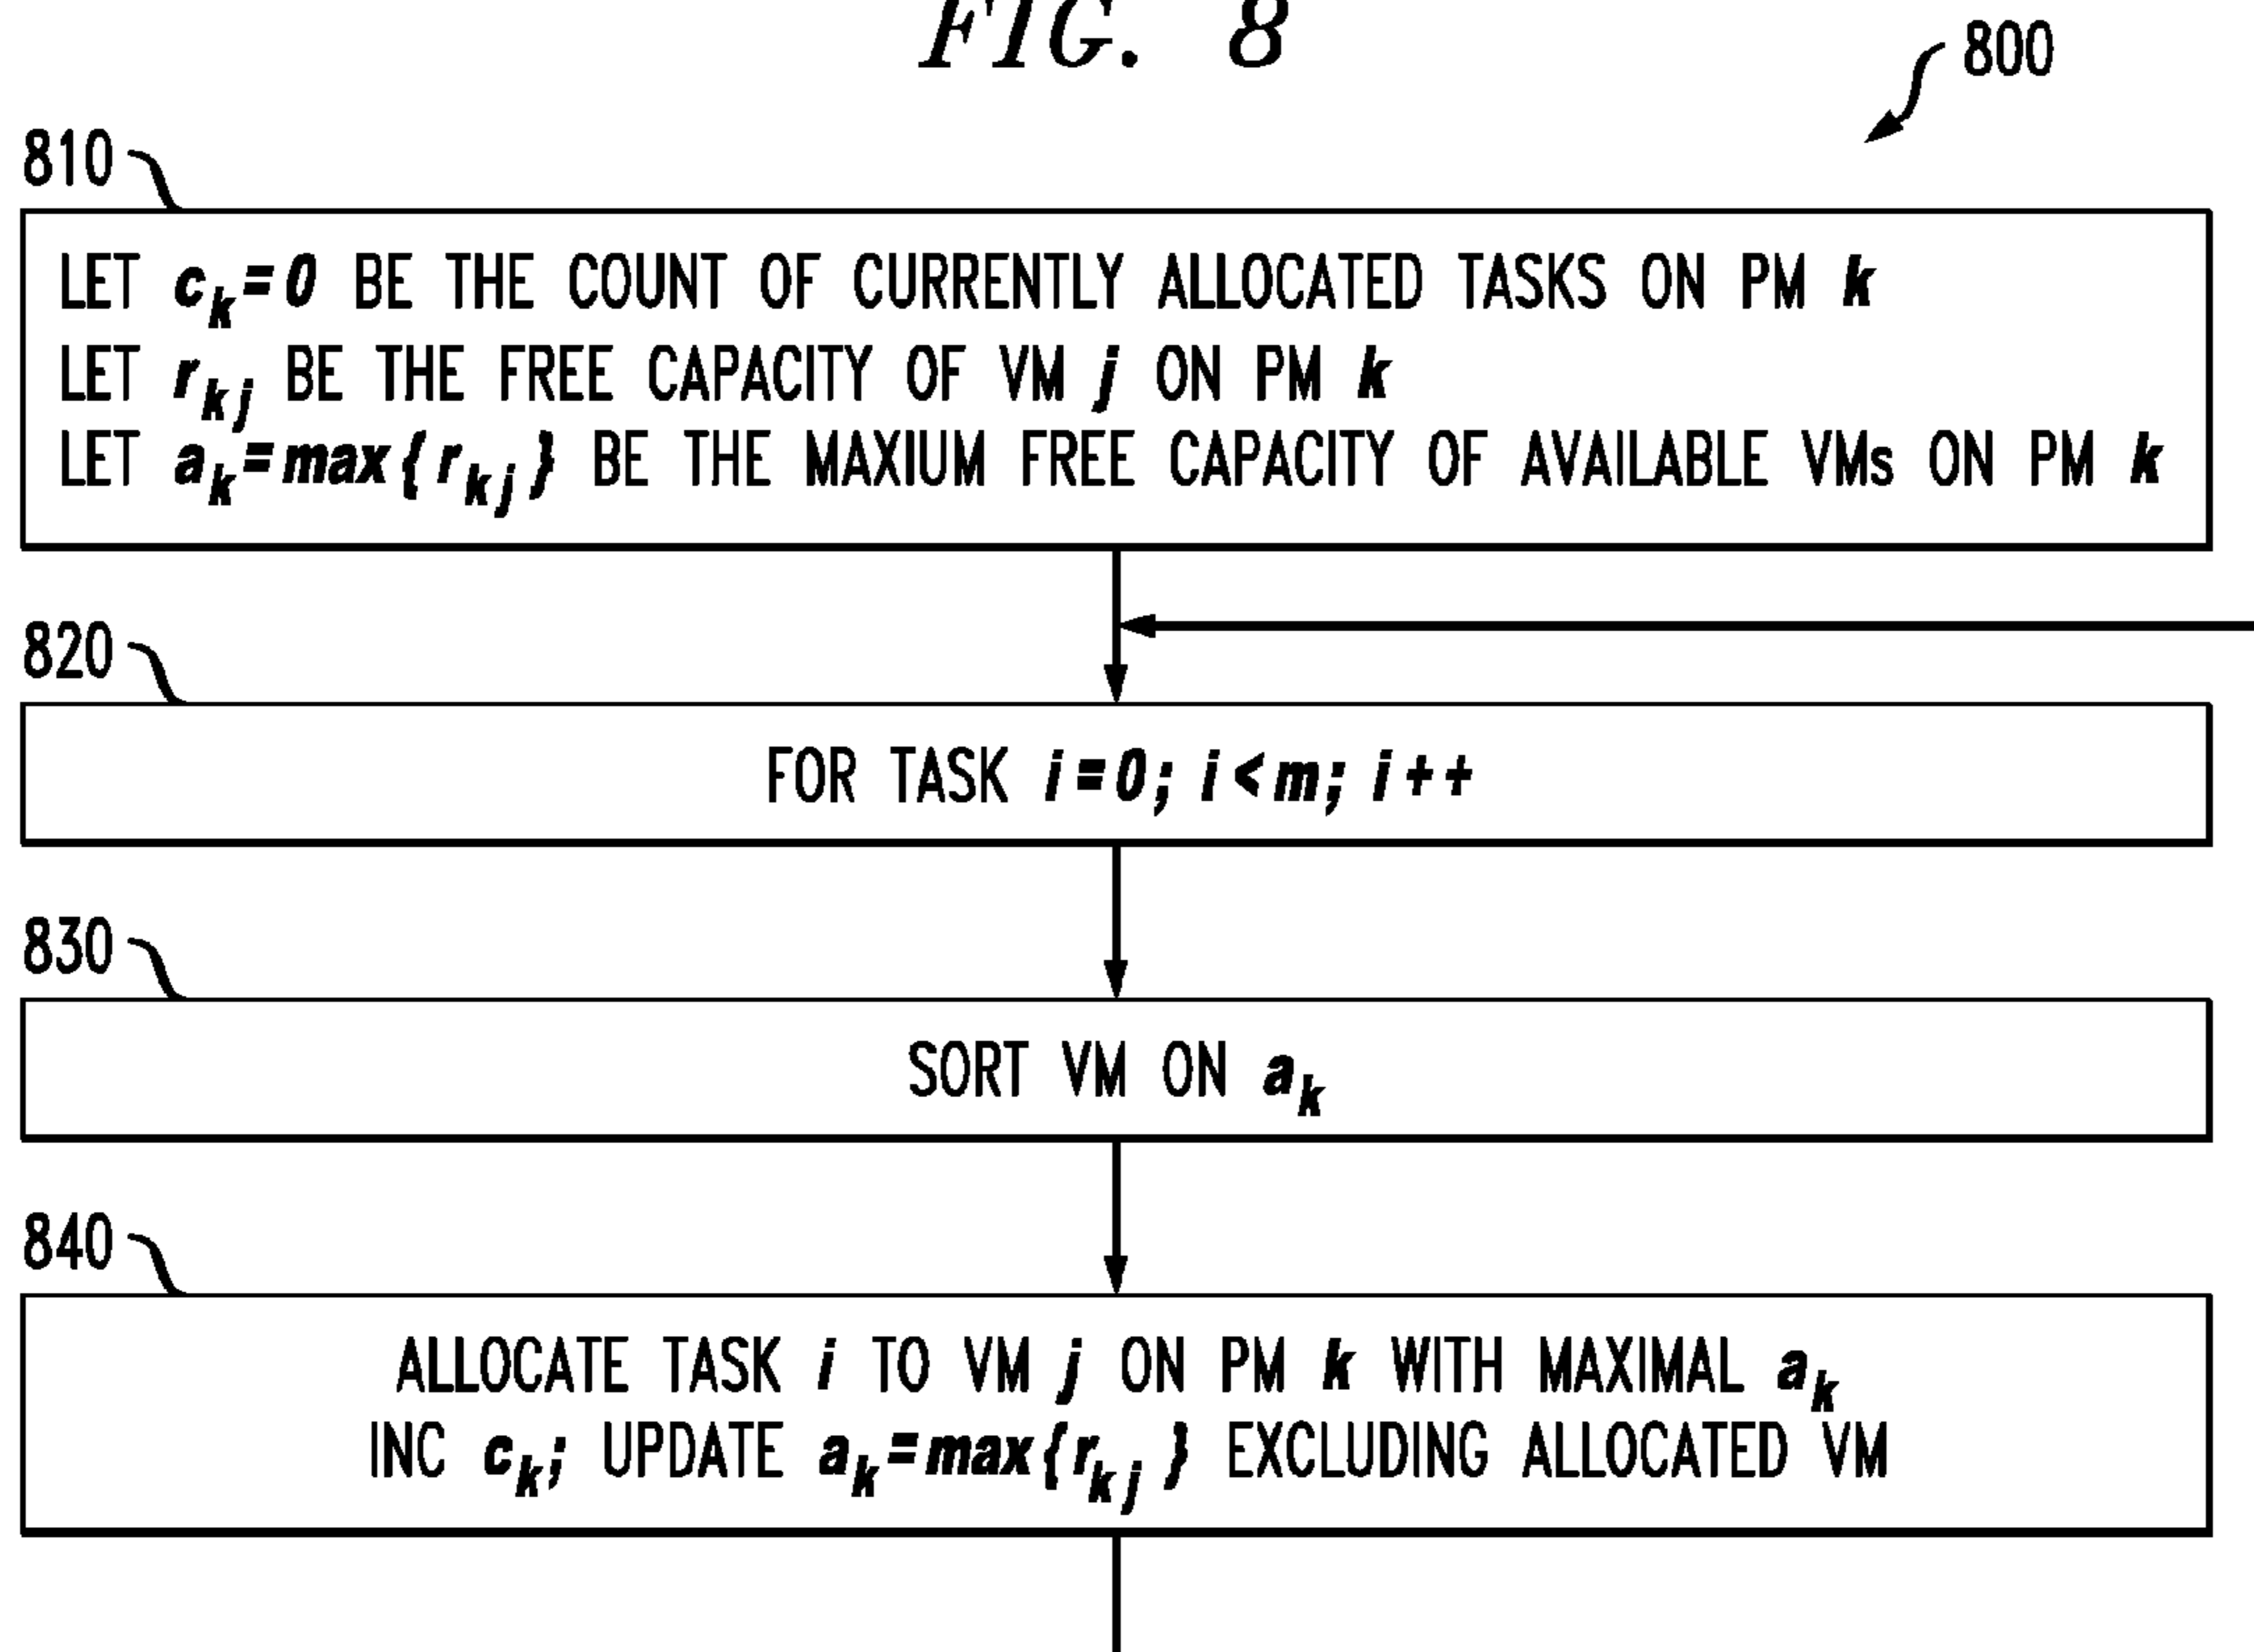 FIG. 8
800
810
LET c_k=0 BE THE COUNT OF CURRENTLY ALLOCATED TASKS ON PM k
LET r_kj BE THE FREE CAPACITY OF VM j ON PM k
LET a_k=max{r_kj} BE THE MAXIUM FREE CAPACITY OF AVAILABLE VMs ON PM k
820
FOR TASK i=0; i<m; i++
830
SORT VM ON a_k
840
ALLOCATE TASK i TO VM j ON PM k WITH MAXIMAL a_k
INC c_k; UPDATE a_k=max{r_kj} EXCLUDING ALLOCATED VM